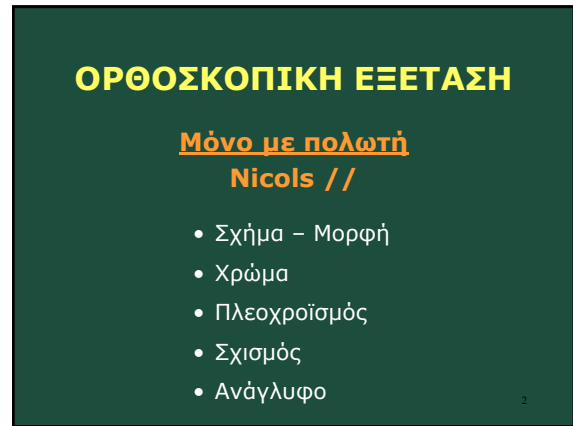 ΟΡΘΟΣΚΟΠΙΚΗ ΕΞΕΤΑΣΗ
Μόνο με πολωτή
Nicols //
• Σχήμα – Μορφή
• Χρώμα
• Πλεοχροϊσμός
• Σχισμός
• Ανάγλυφο
2